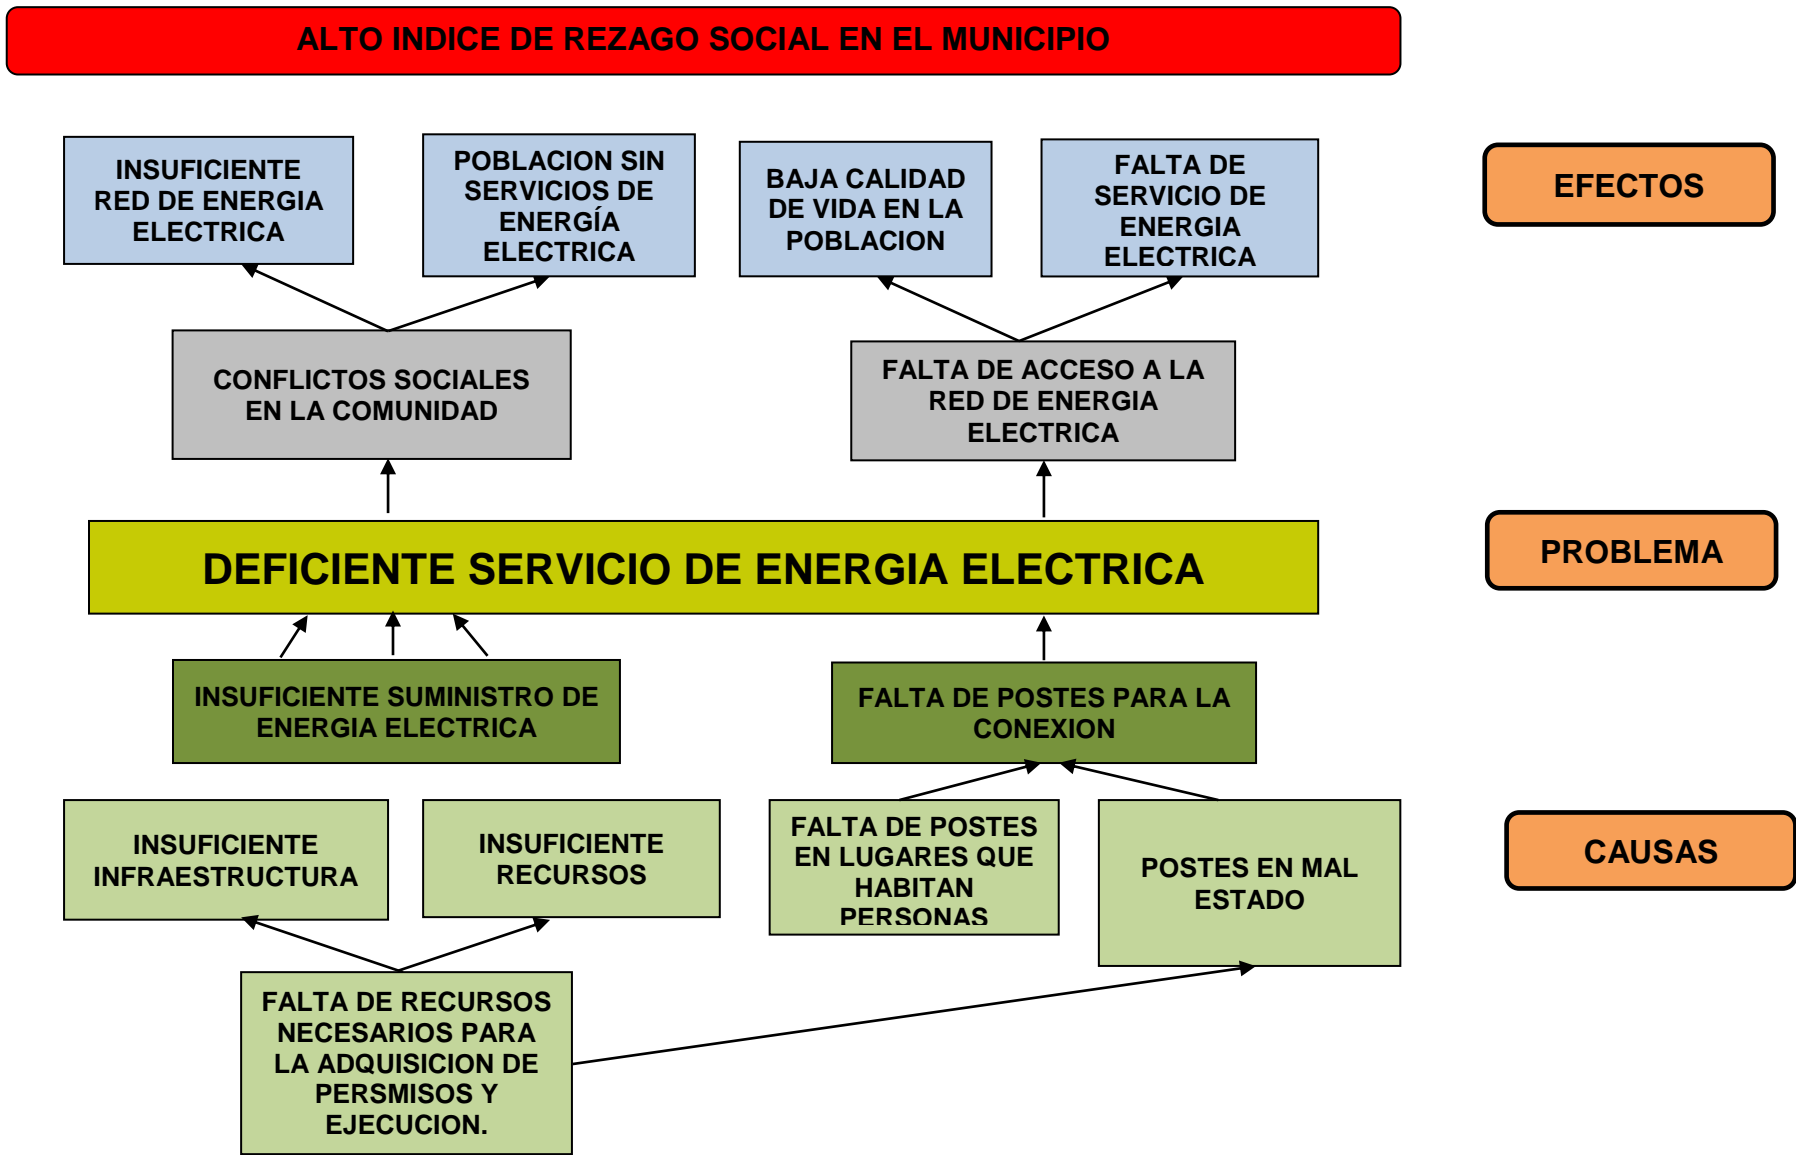 ALTO INDICE DE REZAGO SOCIAL EN EL MUNICIPIO
INSUFICIENTE
RED DE ENERGIA
ELECTRICA
POBLACION SIN
SERVICIOS DE
ENERGÍA
ELECTRICA
BAJA CALIDAD
DE VIDA EN LA
POBLACION
FALTA DE
SERVICIO DE
ENERGIA
ELECTRICA
EFECTOS
CONFLICTOS SOCIALES
EN LA COMUNIDAD
FALTA DE ACCESO A LA
RED DE ENERGIA
ELECTRICA
DEFICIENTE SERVICIO DE ENERGIA ELECTRICA
PROBLEMA
INSUFICIENTE SUMINISTRO DE
ENERGIA ELECTRICA
FALTA DE POSTES PARA LA
CONEXION
INSUFICIENTE
INFRAESTRUCTURA
INSUFICIENTE
RECURSOS
FALTA DE POSTES
EN LUGARES QUE
HABITAN
PERSONAS
POSTES EN MAL
ESTADO
CAUSAS
FALTA DE RECURSOS
NECESARIOS PARA
LA ADQUISICION DE
PERSMISOS Y
EJECUCION.